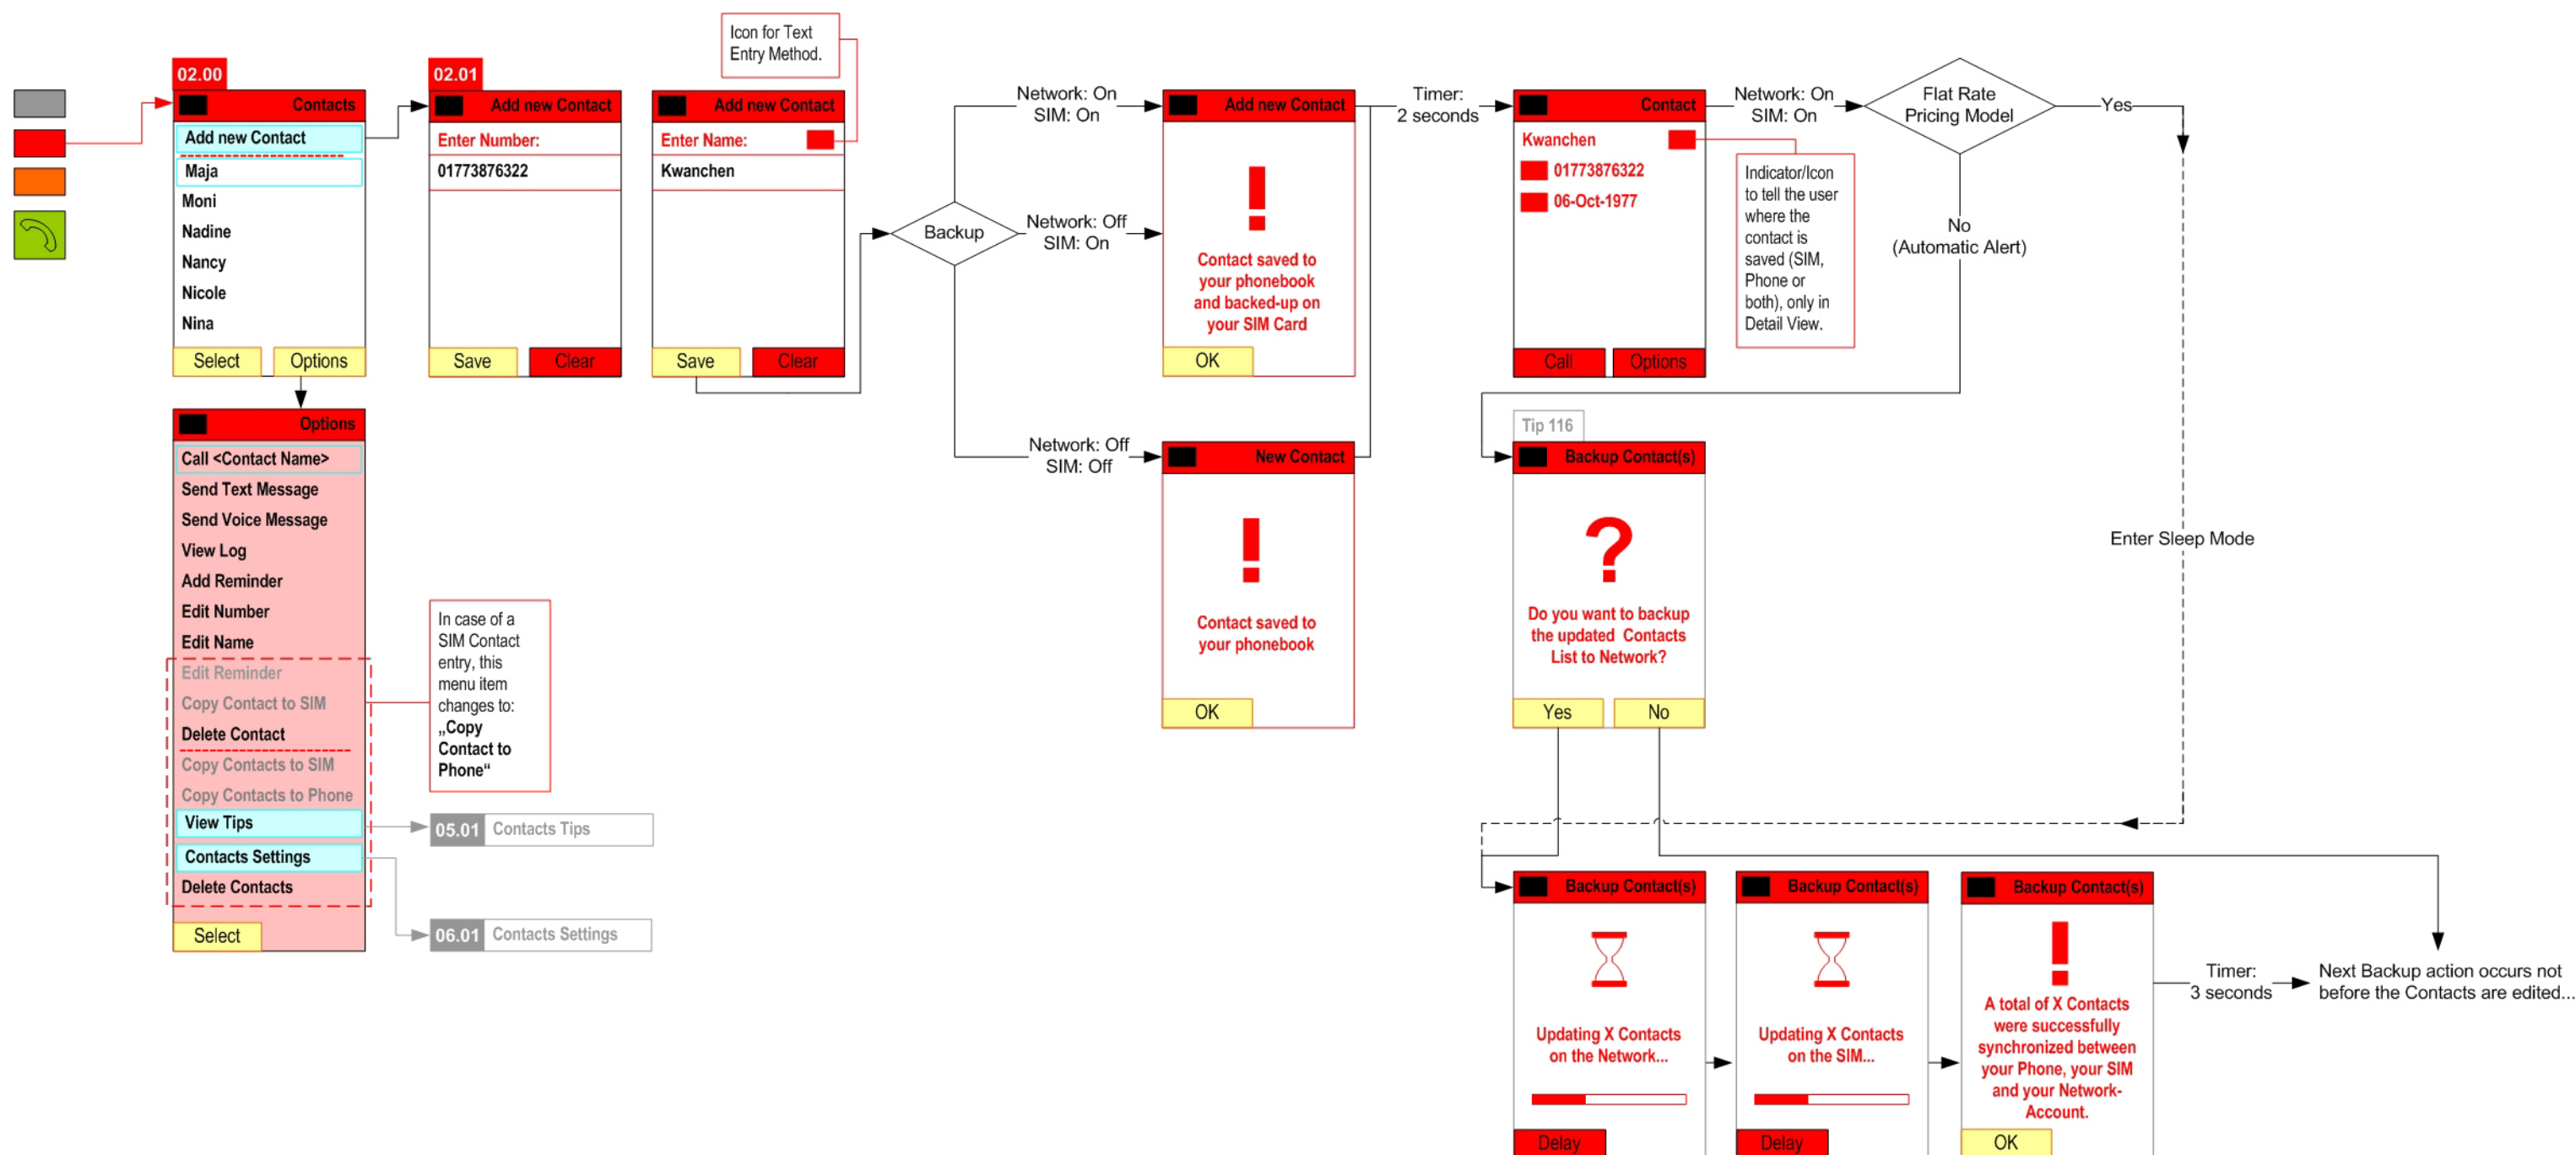 Icon for Text
Entry Method.
02.00
Contacts
Add new Contact
Maja
Moni
Nadine
Nancy
Nicole
Nina
Select
Options
02.01
Add new Contact
Enter Number:
01773876322
Save
Clear
Add new Contact
Enter Name:
Kwanchen
Save
Clear
Backup
Network: On
SIM: On
Network: Off
SIM: On
Network: Off
SIM: Off
Add new Contact
!
Contact saved to
your phonebook
and backed-up on
your SIM Card
OK
New Contact
!
Contact saved to
your phonebook
OK
Timer:
2 seconds
Contact
Kwanchen
01773876322
06-Oct-1977
Call
Options
Indicator/Icon
to tell the user
where the
contact is
saved (SIM,
Phone or
both), only in
Detail View.
Network: On
SIM: On
Flat Rate
Pricing Model
Yes
No
(Automatic Alert)
Enter Sleep Mode
Options
Call <Contact Name>
Send Text Message
Send Voice Message
View Log
Add Reminder
Edit Number
Edit Name
Edit Reminder
Copy Contact to SIM
Delete Contact
Copy Contacts to SIM
Copy Contacts to Phone
View Tips
Contacts Settings
Delete Contacts
Select
In case of a
SIM Contact
entry, this
menu item
changes to:
„Copy
Contact to
Phone“
05.01
Contacts Tips
06.01
Contacts Settings
Tip 116
Backup Contact(s)
?
Do you want to backup
the updated Contacts
List to Network?
Yes
No
Backup Contact(s)
Updating X Contacts
on the Network...
Delay
Backup Contact(s)
Updating X Contacts
on the SIM...
Delay
Backup Contact(s)
!
A total of X Contacts
were successfully
synchronized between
your Phone, your SIM
and your Network-
Account.
OK
Timer:
3 seconds
Next Backup action occurs not
before the Contacts are edited...